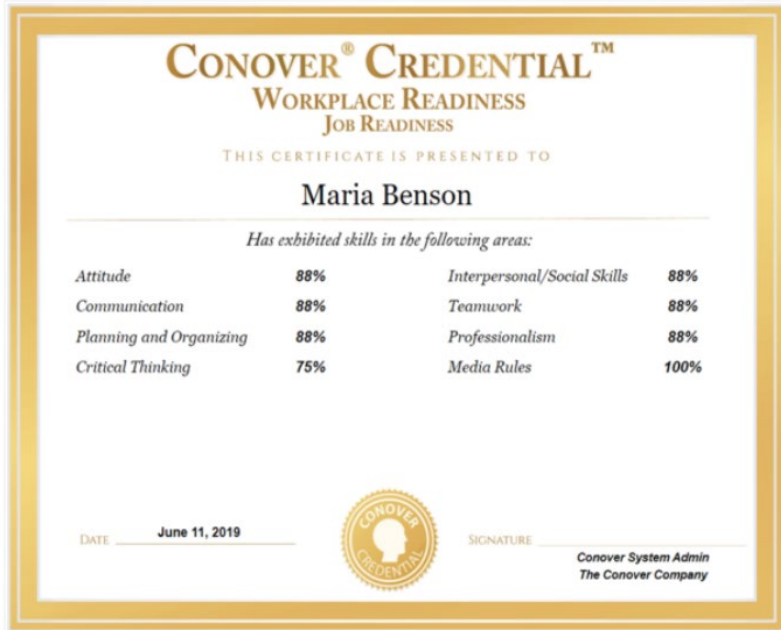 CONOVER® CREDENTIAL™
WORKPLACE READINESS
JOB READINESS
THIS CERTIFICATE IS PRESENTED TO
Maria Benson
Has exhibited skills in the following areas:
Attitude 88% Interpersonal/Social Skills 88%
Communication 88% Teamwork 88%
Planning and Organizing 88% Professionalism 88%
Critical Thinking 75% Media Rules 100%
CONOVER
CREDENTIAL
DATE June 11, 2019 SIGNATURE
Conover System Admin
The Conover Company